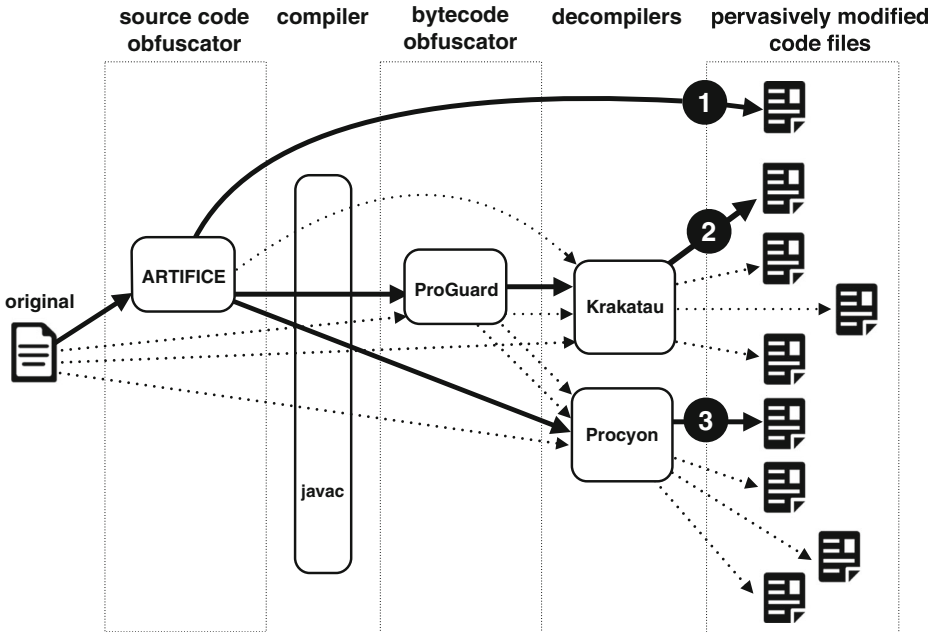 source code
obfuscator
compiler
bytecode
obfuscator
decompilers
pervasively modified
code files
1
2
ARTIFICE
ProGuard
Krakatau
original
3
Procyon
javac